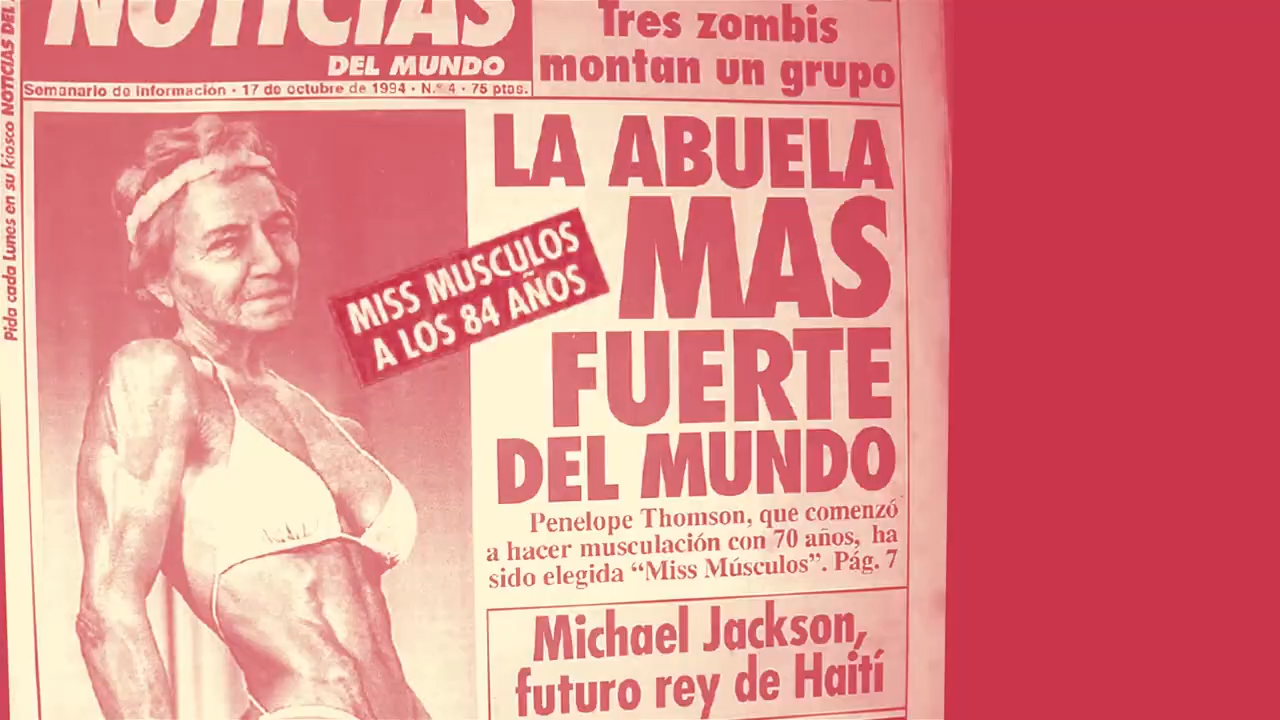 NOTICIAS
DEL MUNDO
Semanario de Información · 17 de octubre de 1994 · N.º 4 · 75 ptas.
Tres zombis
montan un grupo
Pida cada Lunes en su kiosco NOTICIAS DEL
LA ABUELA
MAS
FUERTE
DEL MUNDO
MISS MUSCULOS
A LOS 84 AÑOS
Penelope Thomson, que comenzó
a hacer musculación con 70 años, ha
sido elegida “Miss Músculos”. Pág. 7
Michael Jackson,
futuro rey de Haití